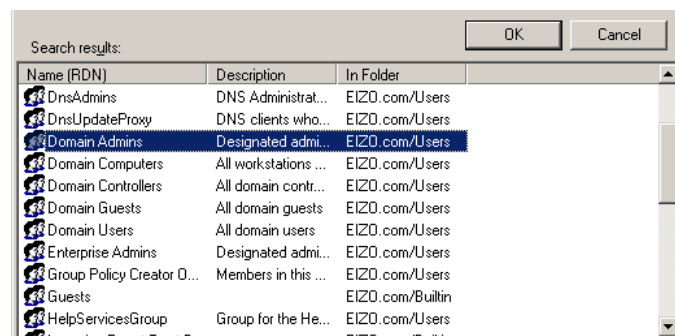 OK Cancel
Search results:
Name (RDN) Description In Folder
DnsAdmins DNS Administrat... EIZO.com/Users
DnsUpdateProxy DNS clients who... EIZO.com/Users
Domain Admins Designated admi... EIZO.com/Users
Domain Computers All workstations ... EIZO.com/Users
Domain Controllers All domain contr... EIZO.com/Users
Domain Guests All domain guests EIZO.com/Users
Domain Users All domain users EIZO.com/Users
Enterprise Admins Designated admi... EIZO.com/Users
Group Policy Creator O... Members in this ... EIZO.com/Users
Guests EIZO.com/Builtin
HelpServicesGroup Group for the He... EIZO.com/Users